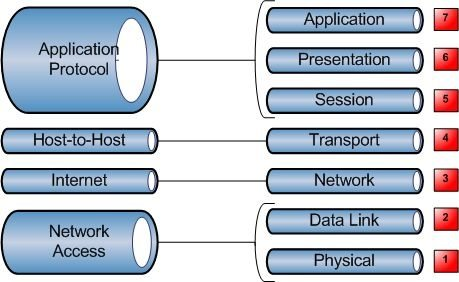 Application
Protocol
Application
7
Presentation
6
Session
5
Host-to-Host
Transport
4
Internet
Network
3
Network
Access
Data Link
2
Physical
1